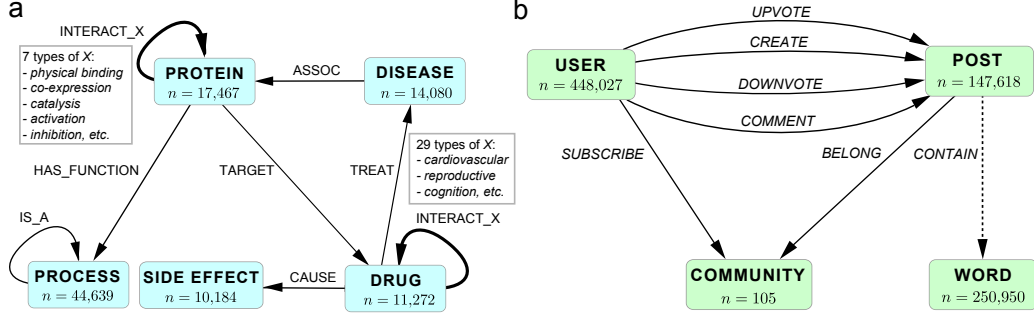 a
INTERACT_X
7 types of X:
- physical binding
- co-expression
- catalysis
- activation
- inhibition, etc.
PROTEIN
n = 17,467
ASSOC
DISEASE
n = 14,080
HAS_FUNCTION
TARGET
TREAT
29 types of X:
- cardiovascular
- reproductive
- cognition, etc.
INTERACT_X
IS_A
PROCESS
n = 44,639
SIDE EFFECT
n = 10,184
CAUSE
DRUG
n = 11,272
b
UPVOTE
CREATE
DOWNVOTE
COMMENT
USER
n = 448,027
POST
n = 147,618
SUBSCRIBE
BELONG
CONTAIN
COMMUNITY
n = 105
WORD
n = 250,950